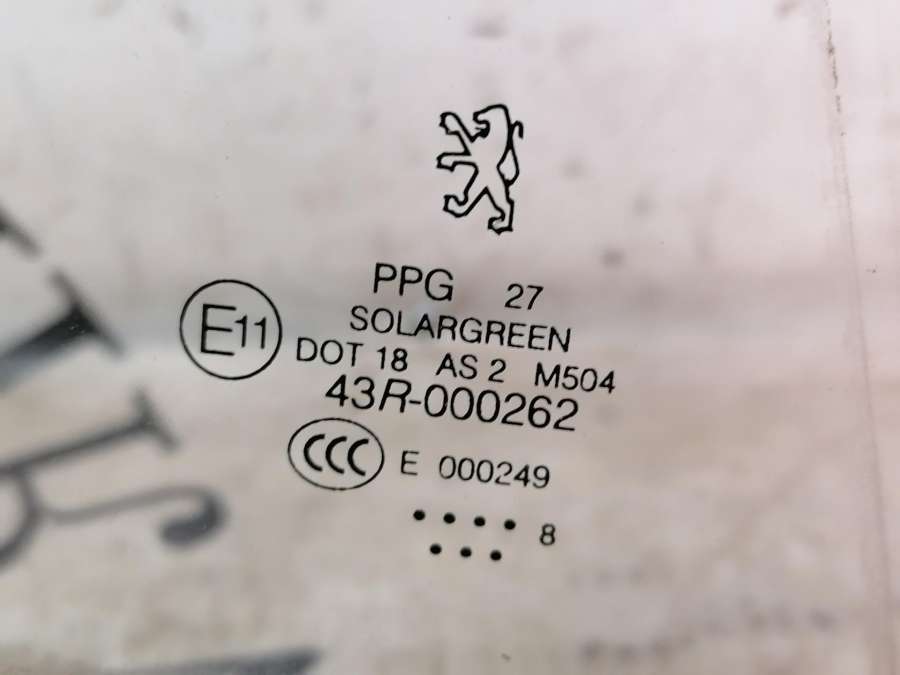 PPG 27
SOLARGREEN
E11
DOT 18 AS 2 M504
43R-000262
CCC E 000249
.... 8
...